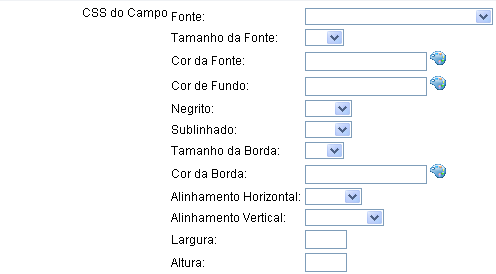 CSS do Campo Fonte:
Tamanho da Fonte:
Cor da Fonte:
Cor de Fundo:
Negrito:
Sublinhado:
Tamanho da Borda:
Cor da Borda:
Alinhamento Horizontal:
Alinhamento Vertical:
Largura:
Altura: